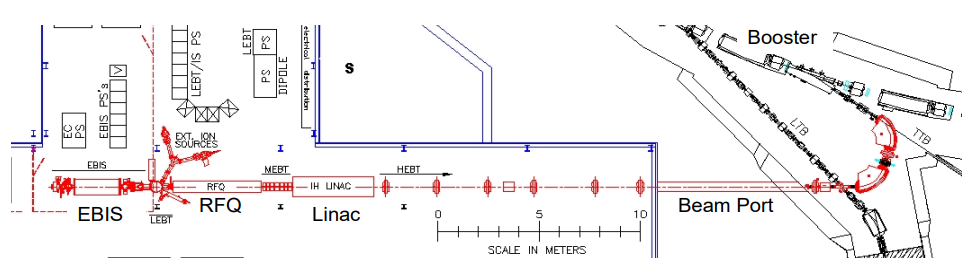 Booster
S
LEBT/IS PS
LEBT
PS
PS
DIPOLE
electrical distribution
V
EBIS PS's
EC
PS
EXT. ION
SOURCES
LTB
TTB
EBIS
MEBT
HEBT
RFQ
IH LINAC
EBIS
RFQ
Linac
Beam Port
LEBT
0
5
10
SCALE IN METERS